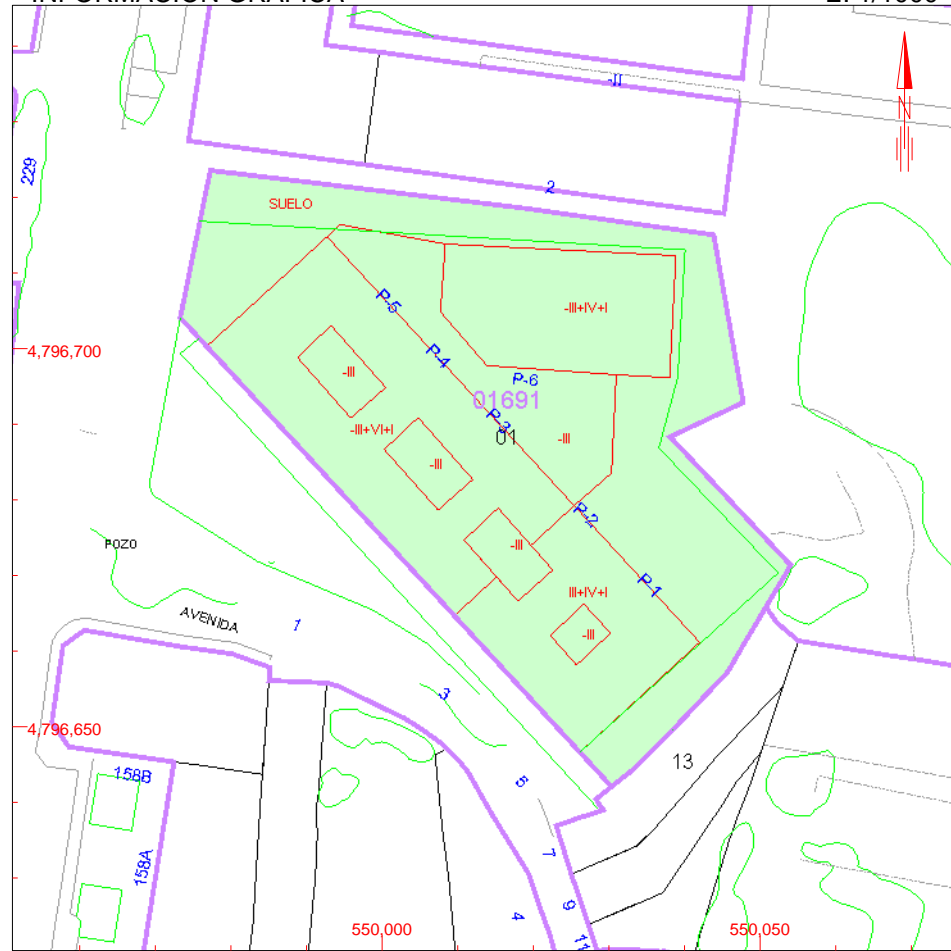 -II
229
2
SUELO
P-5
-III+IV+I
4,796,700
P-4
-III
P-6
01691
P-3
-III+VI+I
01
-III
-III
P-2
-III
POZO
P-1
III+IV+I
AVENIDA
1
-III
3
4,796,650
13
158B
5
7
158A
9
4
11
550,000
550,050